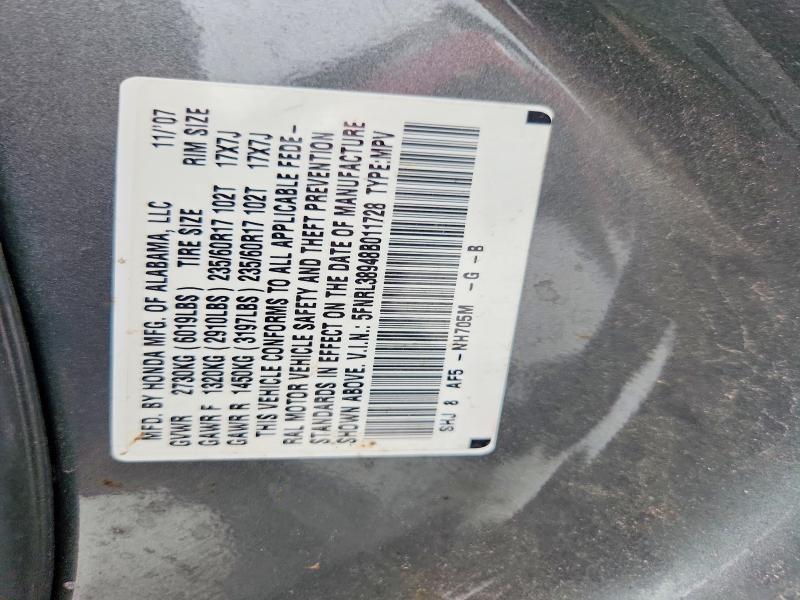 MFD. BY HONDA MFG. OF ALABAMA, LLC 11/'07
GVWR 2730KG (6019LBS) TIRE SIZE RIM SIZE
GAWR F 1320KG (2910LBS) 235/60R17 102T 17X7J
GAWR R 1450KG (3197LBS) 235/60R17 102T 17X7J
THIS VEHICLE CONFORMS TO ALL APPLICABLE FEDE-
RAL MOTOR VEHICLE SAFETY AND THEFT PREVENTION
STANDARDS IN EFFECT ON THE DATE OF MANUFACTURE
SHOWN ABOVE. V.I.N.: 5FNRL38948B011728 TYPE:MPV
SHJ 8 AF5 -NH705M -G -B